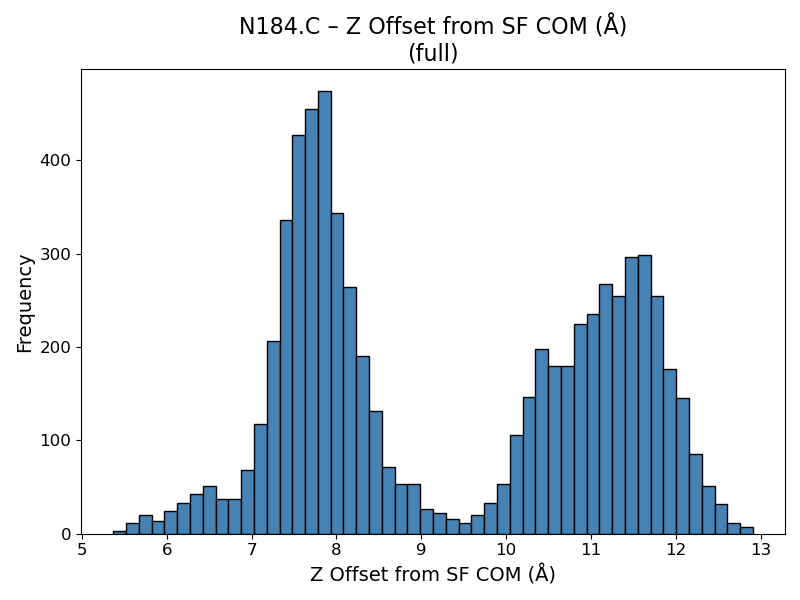 N184.C – Z Offset from SF COM (Å)
(full)
Frequency
400
300
200
100
0
5 6 7 8 9 10 11 12 13
Z Offset from SF COM (Å)